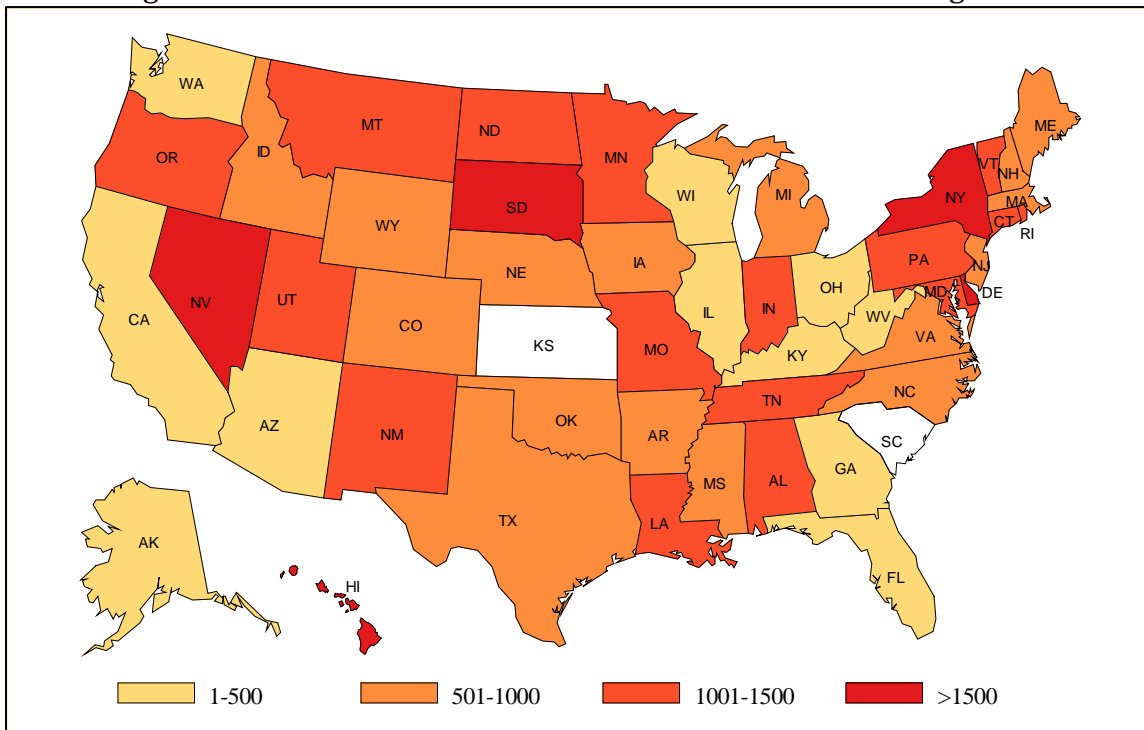 WA
MT
ND
ME
OR
ID
MN
VT
NH
WI
MI
NY
SD
MA
WY
CT
RI
IA
PA
NE
NJ
NV
UT
OH
MD
DE
CA
CO
IL
IN
WV
KS
VA
MO
KY
NC
TN
AZ
NM
OK
AR
SC
GA
MS
AL
TX
LA
AK
FL
HI
1-500 501-1000 1001-1500 >1500